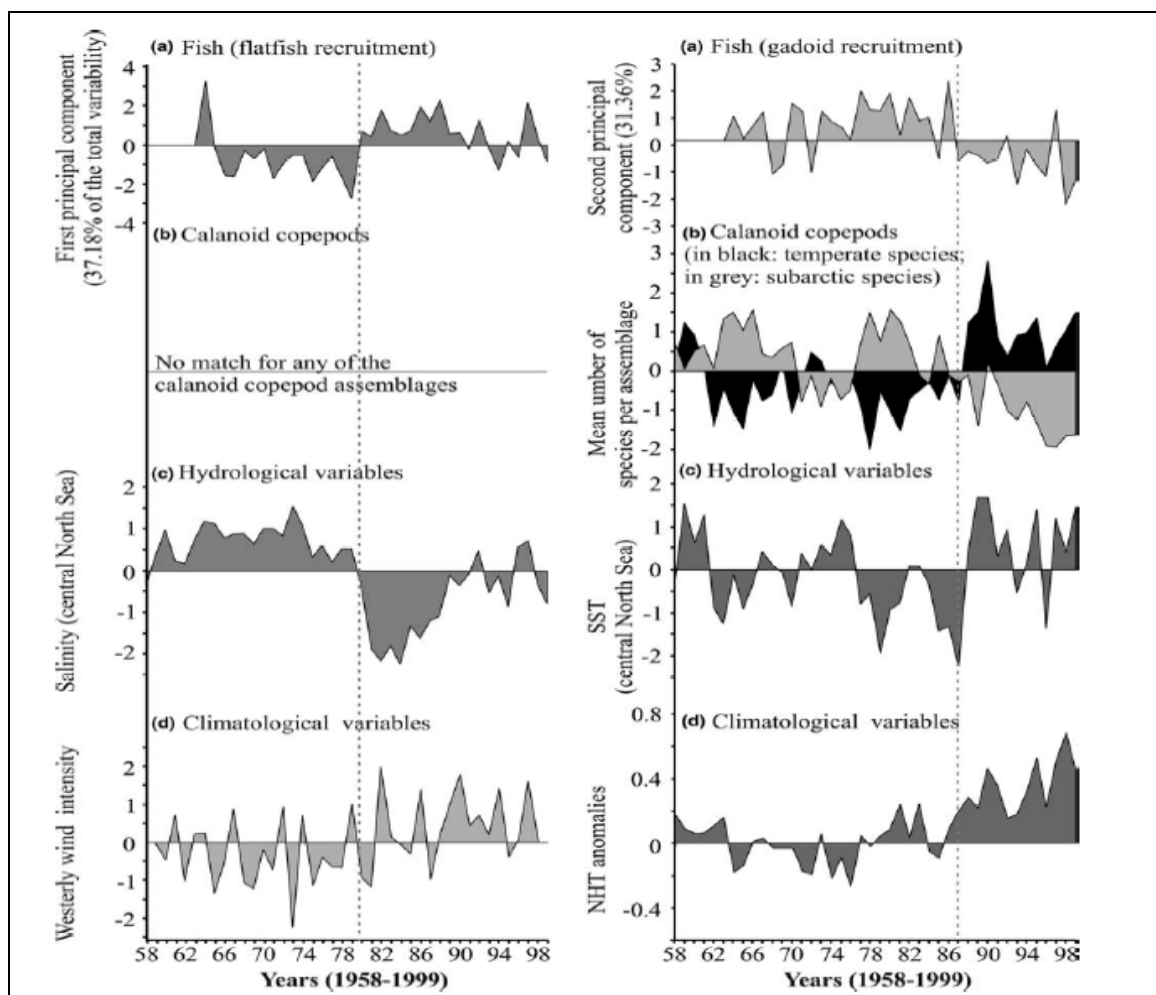 (a) Fish (flatfish recruitment)
First principal component
(37.18% of the total variability)
4
2
0
-2
-4
(b) Calanoid copepods
No match for any of the
calanoid copepod assemblages
(c) Hydrological variables
Salinity (central North Sea)
2
1
0
-1
-2
(d) Climatological variables
Westerly wind intensity
2
1
0
-1
-2
58 62 66 70 74 78 82 86 90 94 98
Years (1958-1999)
(a) Fish (gadoid recruitment)
Second principal
component (31.36%)
3
2
1
0
-1
-2
-3
(b) Calanoid copepods
(in black: temperate species;
in grey: subarctic species)
Mean umber of
species per assemblage
3
2
1
0
-1
-2
(c) Hydrological variables
SST
(central North Sea)
2
1
0
-1
-2
(d) Climatological variables
NHT anomalies
0.8
0.4
0
-0.4
58 62 66 70 74 78 82 86 90 94 98
Years (1958-1999)